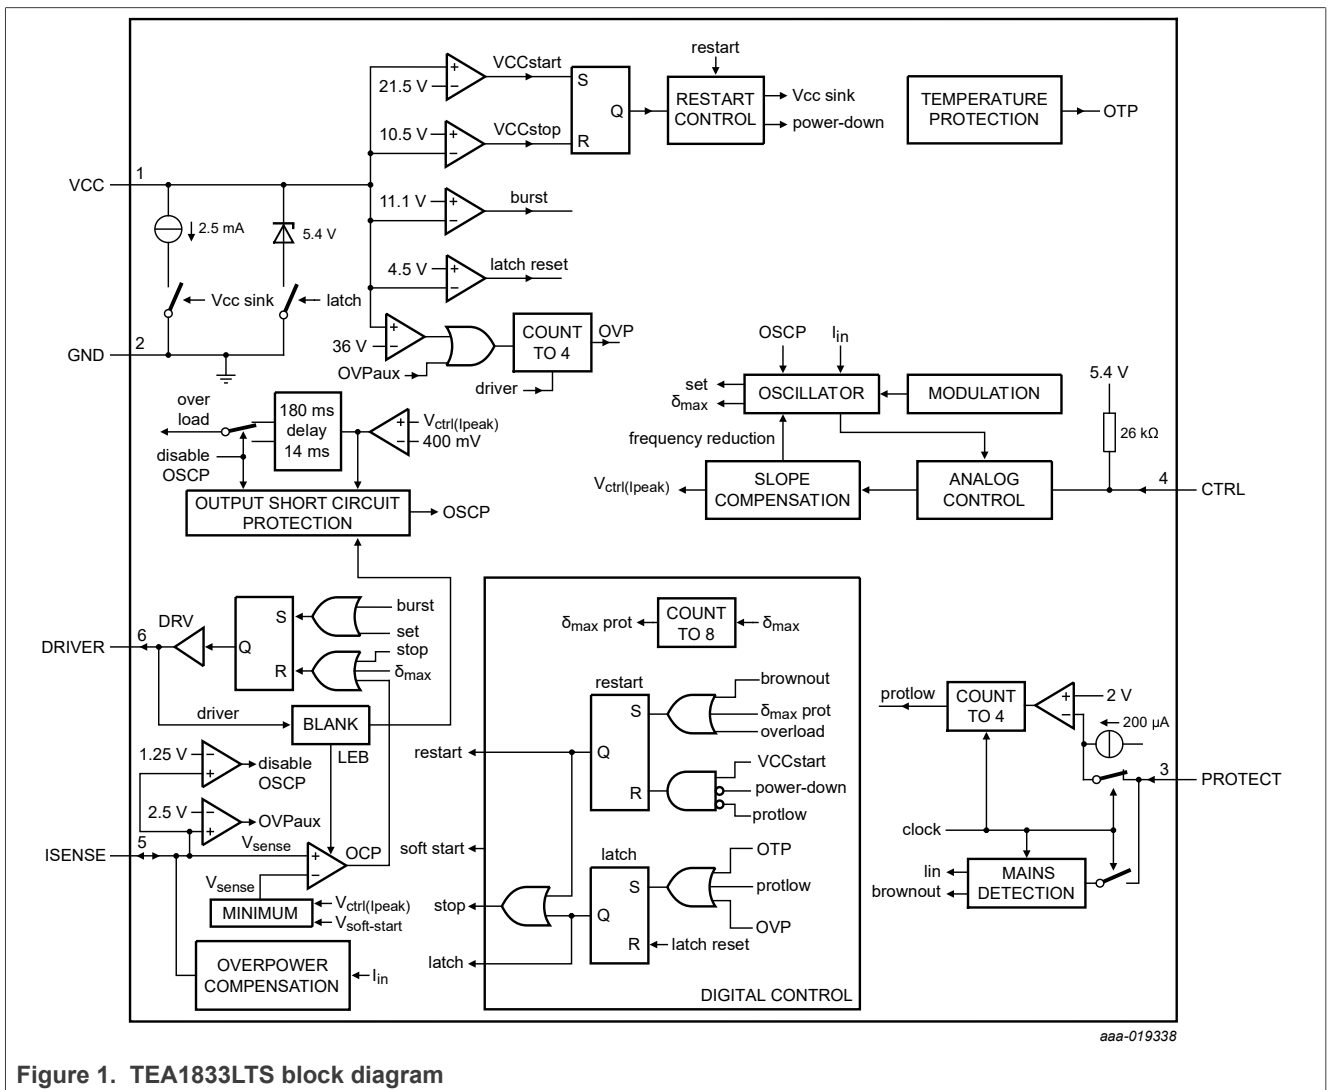 restart
VCCstart
21.5 V
S
Q
R
RESTART
CONTROL
Vcc sink
power-down
TEMPERATURE
PROTECTION
OTP
10.5 V
VCCstop
VCC
1
11.1 V
burst
2.5 mA
5.4 V
4.5 V
latch reset
Vcc sink
latch
GND
2
36 V
OVPaux
COUNT
TO 4
OVP
driver
OSCP
Iin
set
δmax
OSCILLATOR
MODULATION
5.4 V
26 kΩ
frequency reduction
Vctrl(Ipeak)
SLOPE
COMPENSATION
ANALOG
CONTROL
4
CTRL
over
load
180 ms
delay
14 ms
Vctrl(Ipeak)
400 mV
disable
OSCP
OUTPUT SHORT CIRCUIT
PROTECTION
OSCP
DRIVER
6
DRV
Q
S
R
burst
set
stop
δmax
driver
BLANK
LEB
1.25 V
disable
OSCP
2.5 V
OVPaux
ISENSE
5
Vsense
OCP
Vsense
MINIMUM
Vctrl(Ipeak)
Vsoft-start
OVERPOWER
COMPENSATION
Iin
δmax prot
COUNT
TO 8
δmax
restart
S
Q
R
brownout
δmax prot
overload
VCCstart
power-down
protlow
restart
soft start
stop
latch
latch
S
Q
R
OTP
protlow
OVP
latch reset
DIGITAL CONTROL
protlow
COUNT
TO 4
2 V
200 μA
3
PROTECT
clock
Iin
brownout
MAINS
DETECTION
aaa-019338
Figure 1. TEA1833LTS block diagram